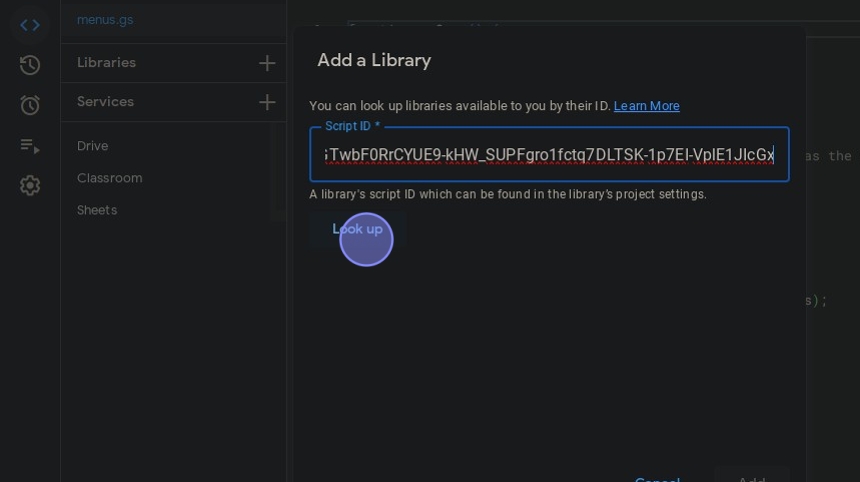 menus.gs
Libraries
Services
Drive
Classroom
Sheets
Add a Library
You can look up libraries available to you by their ID. Learn More
Script ID *
TwbF0RrCYUE9-kHW_SUPFgro1fctq7DLTSK-1p7EI-VpIE1JIcGx
A library's script ID which can be found in the library's project settings.
Look up
as the
s);
Cancel
Add